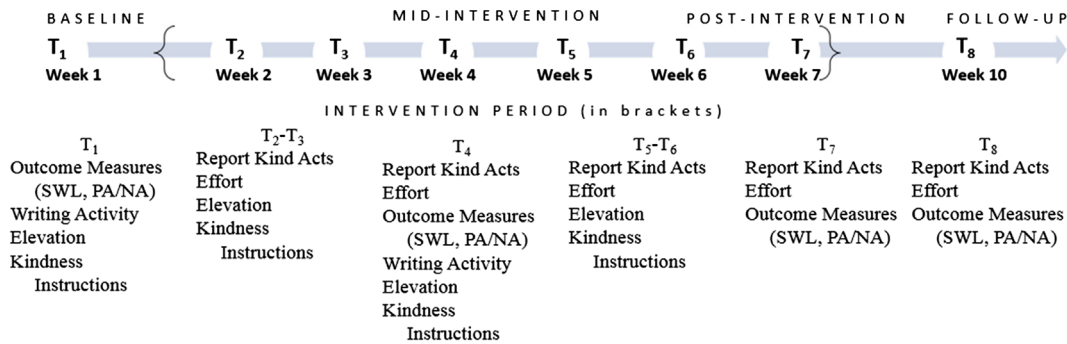 BASELINE MID-INTERVENTION POST-INTERVENTION FOLLOW-UP
T1 T2 T3 T4 T5 T6 T7 T8
Week 1 Week 2 Week 3 Week 4 Week 5 Week 6 Week 7 Week 10
INTERVENTION PERIOD (in brackets)
T1
Outcome Measures
(SWL, PA/NA)
Writing Activity
Elevation
Kindness
Instructions
T2-T3
Report Kind Acts
Effort
Elevation
Kindness
Instructions
T4
Report Kind Acts
Effort
Outcome Measures
(SWL, PA/NA)
Writing Activity
Elevation
Kindness
Instructions
T5-T6
Report Kind Acts
Effort
Elevation
Kindness
Instructions
T7
Report Kind Acts
Effort
Outcome Measures
(SWL, PA/NA)
T8
Report Kind Acts
Effort
Outcome Measures
(SWL, PA/NA)